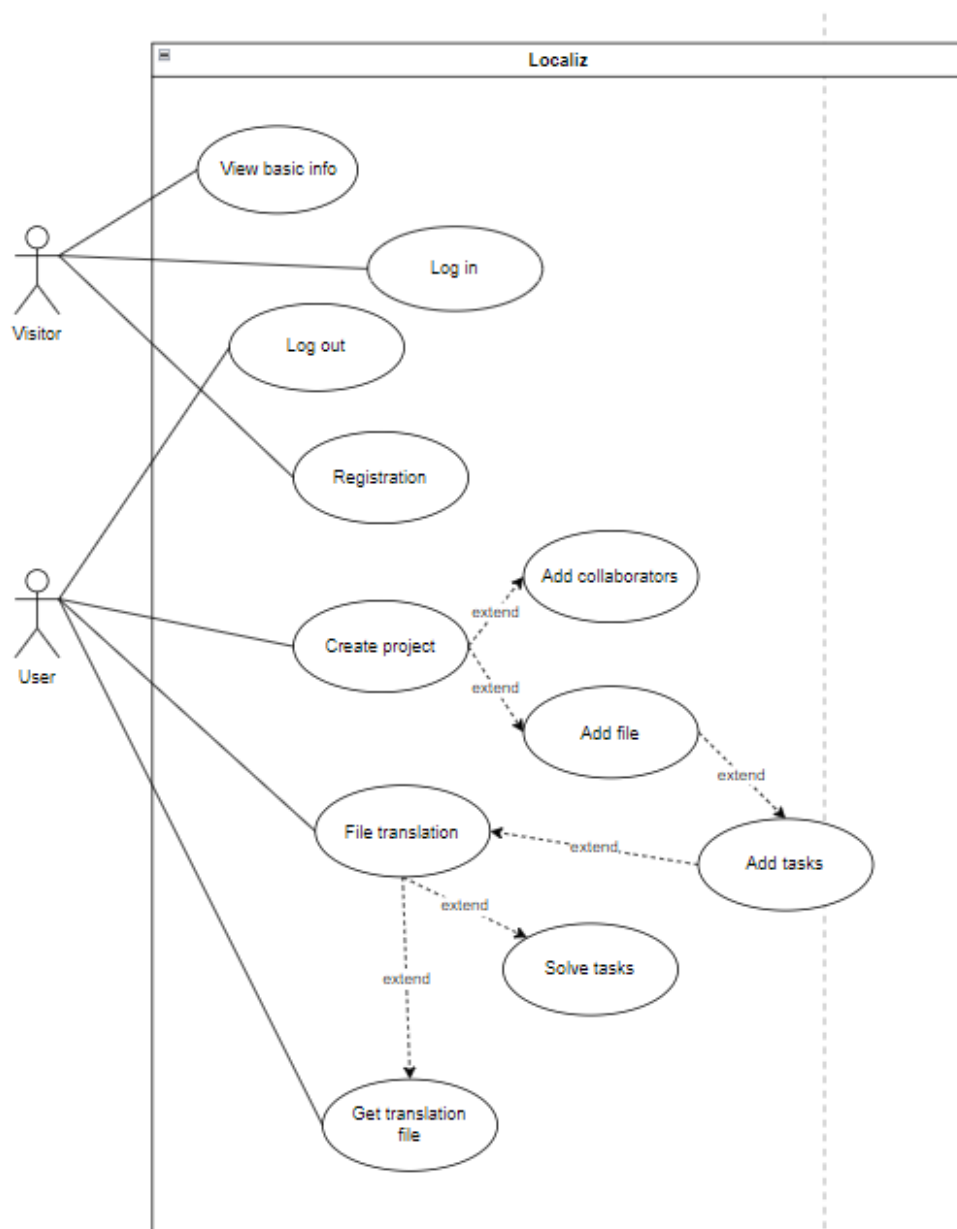 Localiz
View basic info
Log in
Visitor
Log out
Registration
Add collaborators
extend
Create project
User
extend
Add file
extend
File translation
extend
Add tasks
extend
Solve tasks
extend
Get translation
file